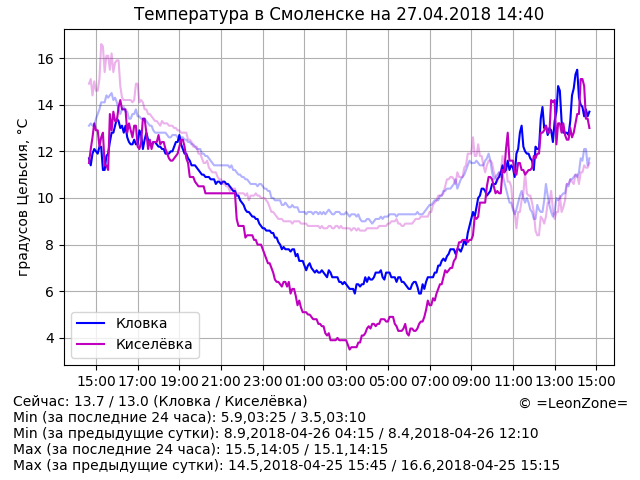 Температура в Смоленске на 27.04.2018 14:40
градусов Цельсия, °C
16
14
12
10
8
6
4
Кловка
Киселёвка
15:00 17:00 19:00 21:00 23:00 01:00 03:00 05:00 07:00 09:00 11:00 13:00 15:00
© =LeonZone=
Сейчас: 13.7 / 13.0 (Кловка / Киселёвка)
Min (за последние 24 часа): 5.9,03:25 / 3.5,03:10
Min (за предыдущие сутки): 8.9,2018-04-26 04:15 / 8.4,2018-04-26 12:10
Max (за последние 24 часа): 15.5,14:05 / 15.1,14:15
Max (за предыдущие сутки): 14.5,2018-04-25 15:45 / 16.6,2018-04-25 15:15